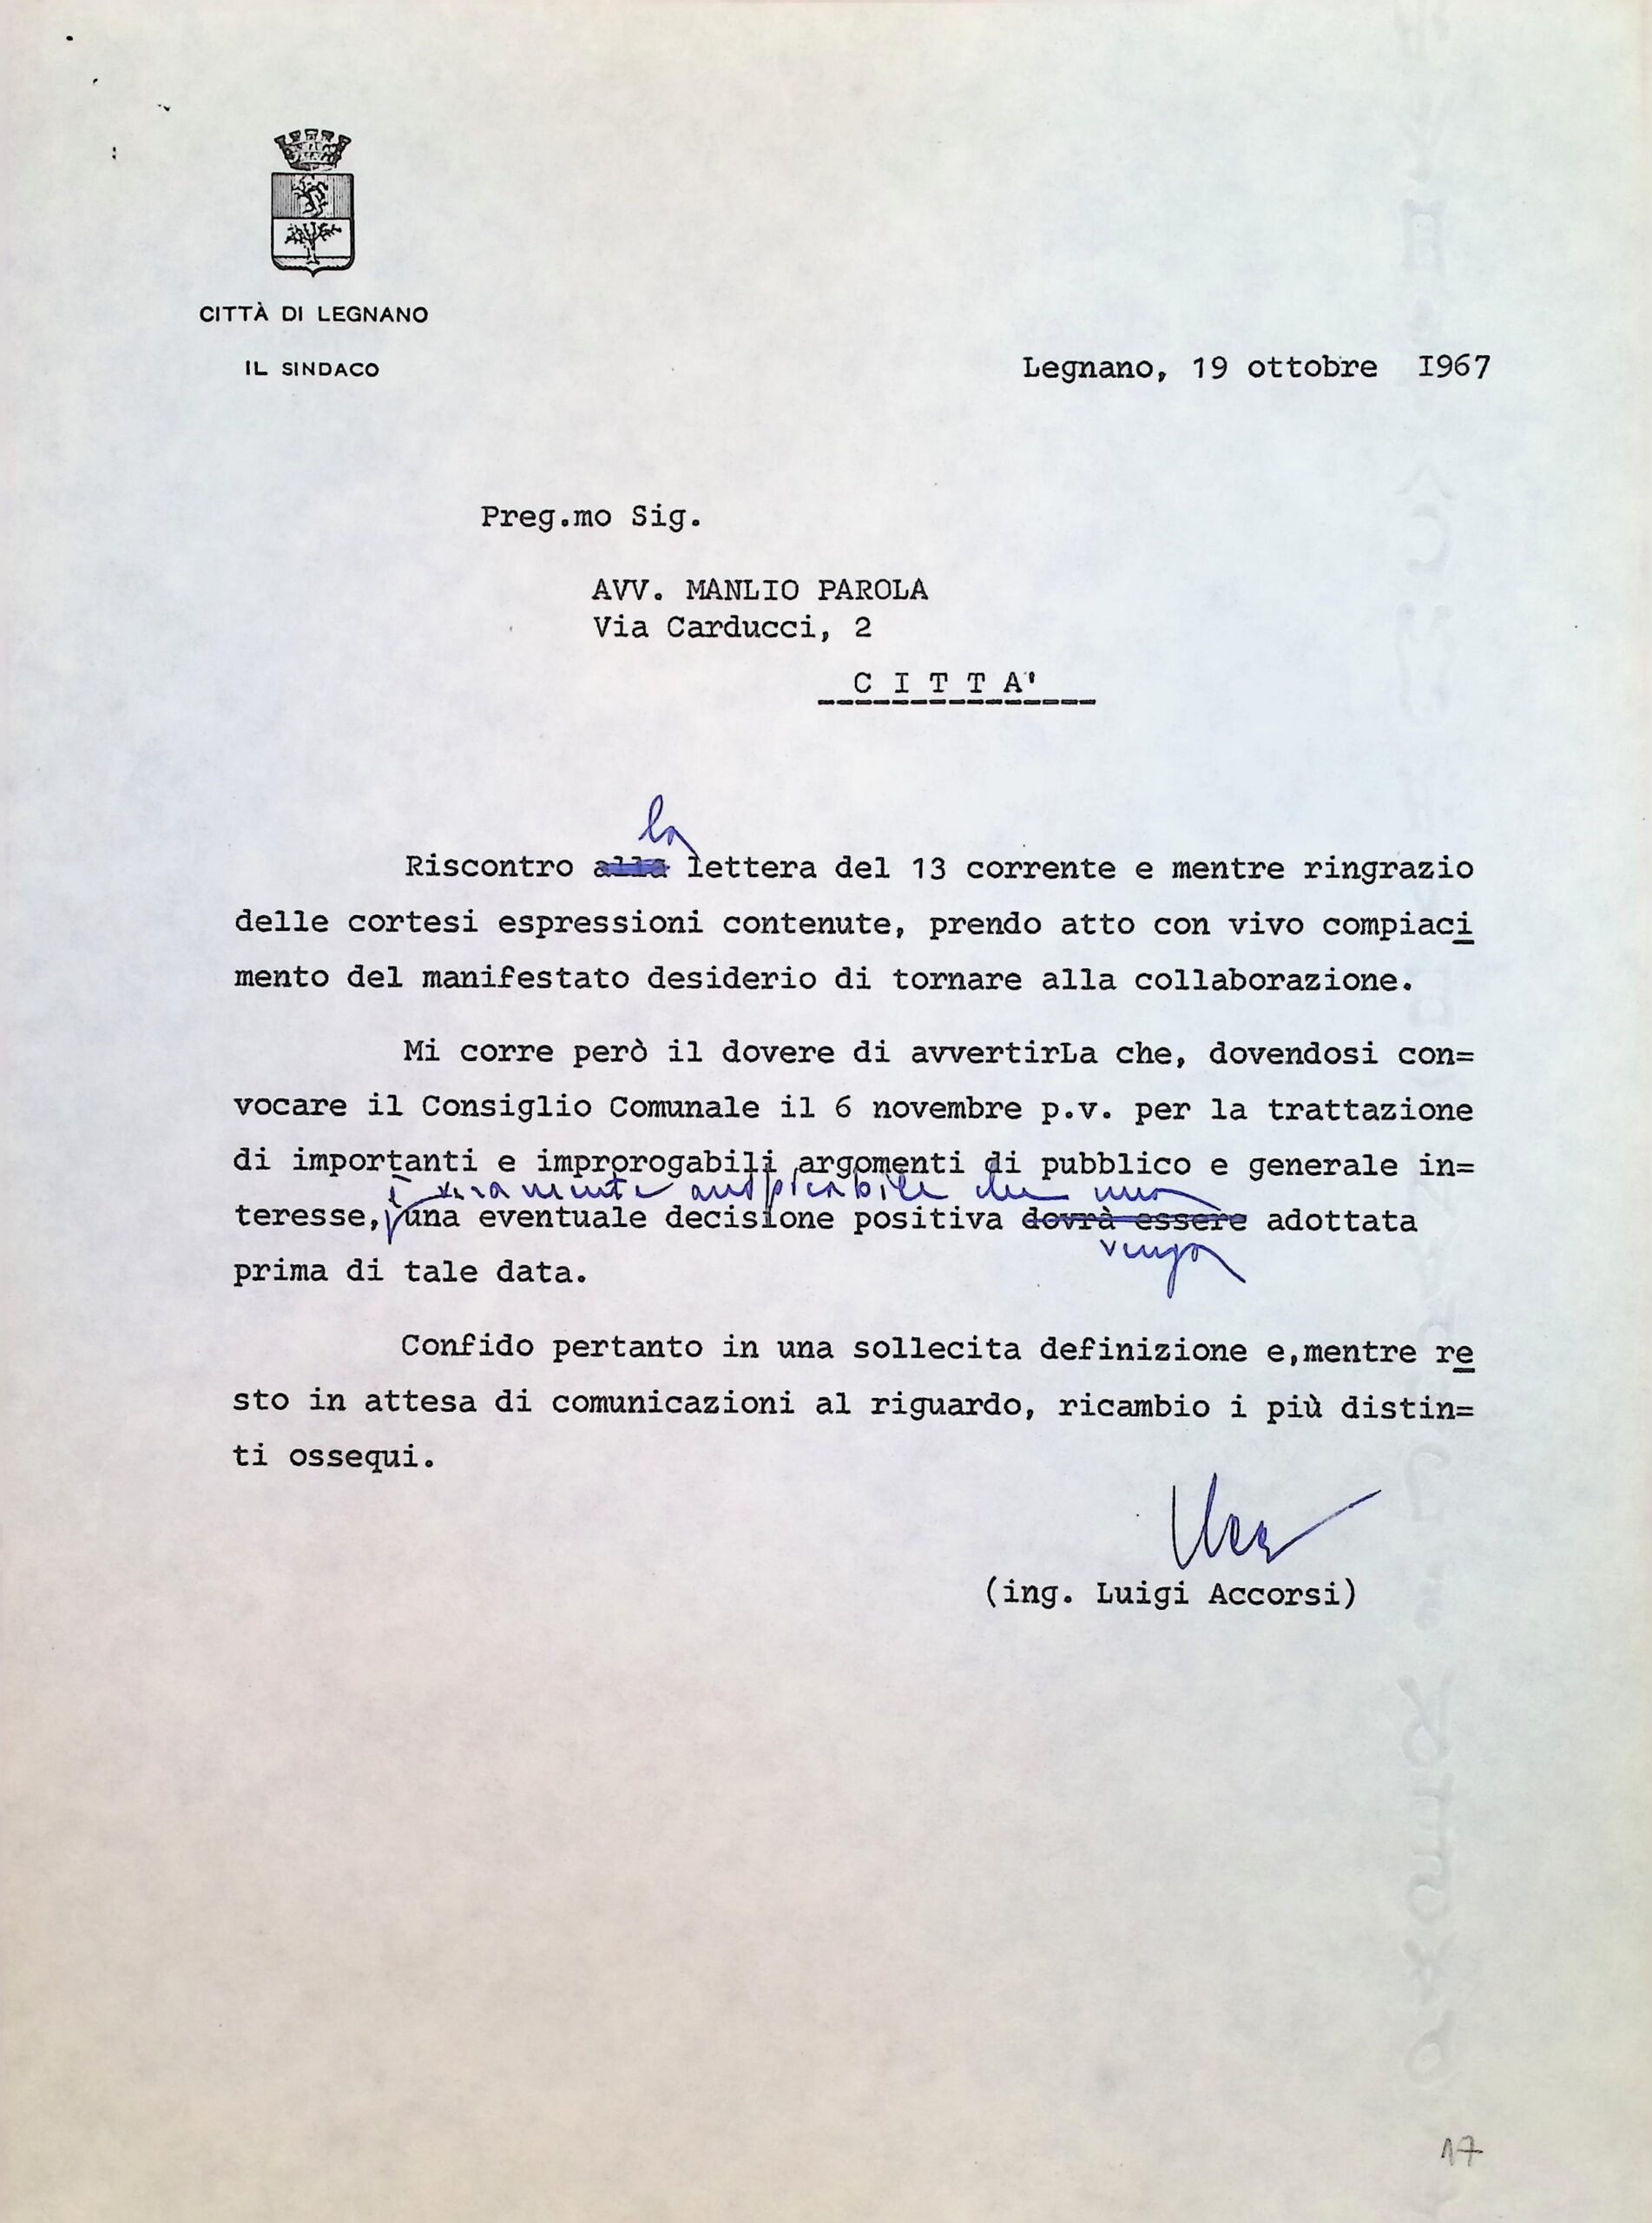 CITTÀ DI LEGNANO
IL SINDACO
Legnano, 19 ottobre I967
Preg.mo Sig.
AVV. MANLIO PAROLA
Via Carducci, 2
C I T T A'
la
Riscontro alla lettera del 13 corrente e mentre ringrazio
delle cortesi espressioni contenute, prendo atto con vivo compiaci
mento del manifestato desiderio di tornare alla collaborazione.
Mi corre però il dovere di avvertirLa che, dovendosi con=
vocare il Consiglio Comunale il 6 novembre p.v. per la trattazione
di importanti e improrogabili argomenti di pubblico e generale in=
è veramente auspicabile che una
teresse, una eventuale decisione positiva dovrà essere adottata
venga
prima di tale data.
Confido pertanto in una sollecita definizione e,mentre re
sto in attesa di comunicazioni al riguardo, ricambio i più distin=
ti ossequi.
(ing. Luigi Accorsi)
17